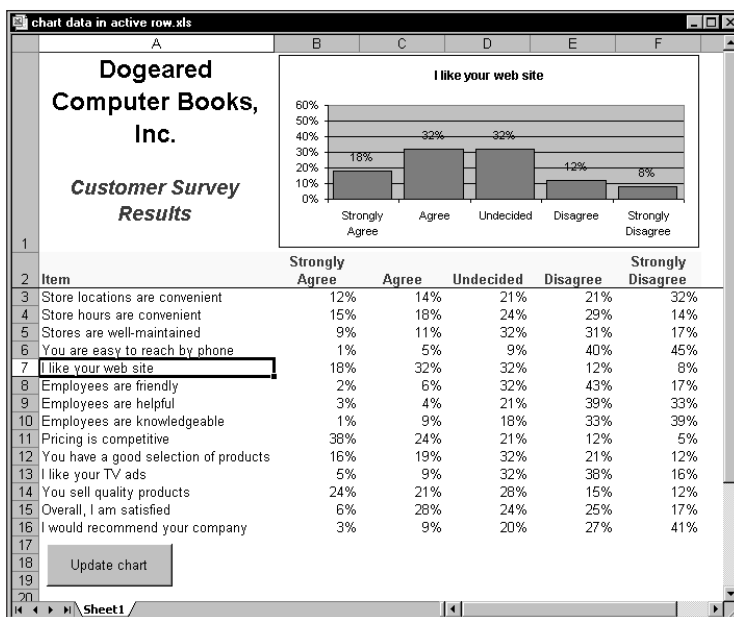 chart data in active row.xls
A B C D E F
Dogeared
Computer Books,
Inc.
Customer Survey
Results
I like your web site
60%
50%
40%
30%
20%
10%
0%
18% 32% 32% 12% 8%
Strongly Agree Undecided Disagree Strongly
Agree Disagree
1
Strongly Strongly
2 Item Agree Agree Undecided Disagree Disagree
3 Store locations are convenient 12% 14% 21% 21% 32%
4 Store hours are convenient 15% 18% 24% 29% 14%
5 Stores are well-maintained 9% 11% 32% 31% 17%
6 You are easy to reach by phone 1% 5% 9% 40% 45%
7 I like your web site 18% 32% 32% 12% 8%
8 Employees are friendly 2% 6% 32% 43% 17%
9 Employees are helpful 3% 4% 21% 39% 33%
10 Employees are knowledgeable 1% 9% 18% 33% 39%
11 Pricing is competitive 38% 24% 21% 12% 5%
12 You have a good selection of products 16% 19% 32% 21% 12%
13 I like your TV ads 5% 9% 32% 38% 16%
14 You sell quality products 24% 21% 28% 15% 12%
15 Overall, I am satisfied 6% 28% 24% 25% 17%
16 I would recommend your company 3% 9% 20% 27% 41%
17
18 Update chart
19
20
Sheet1